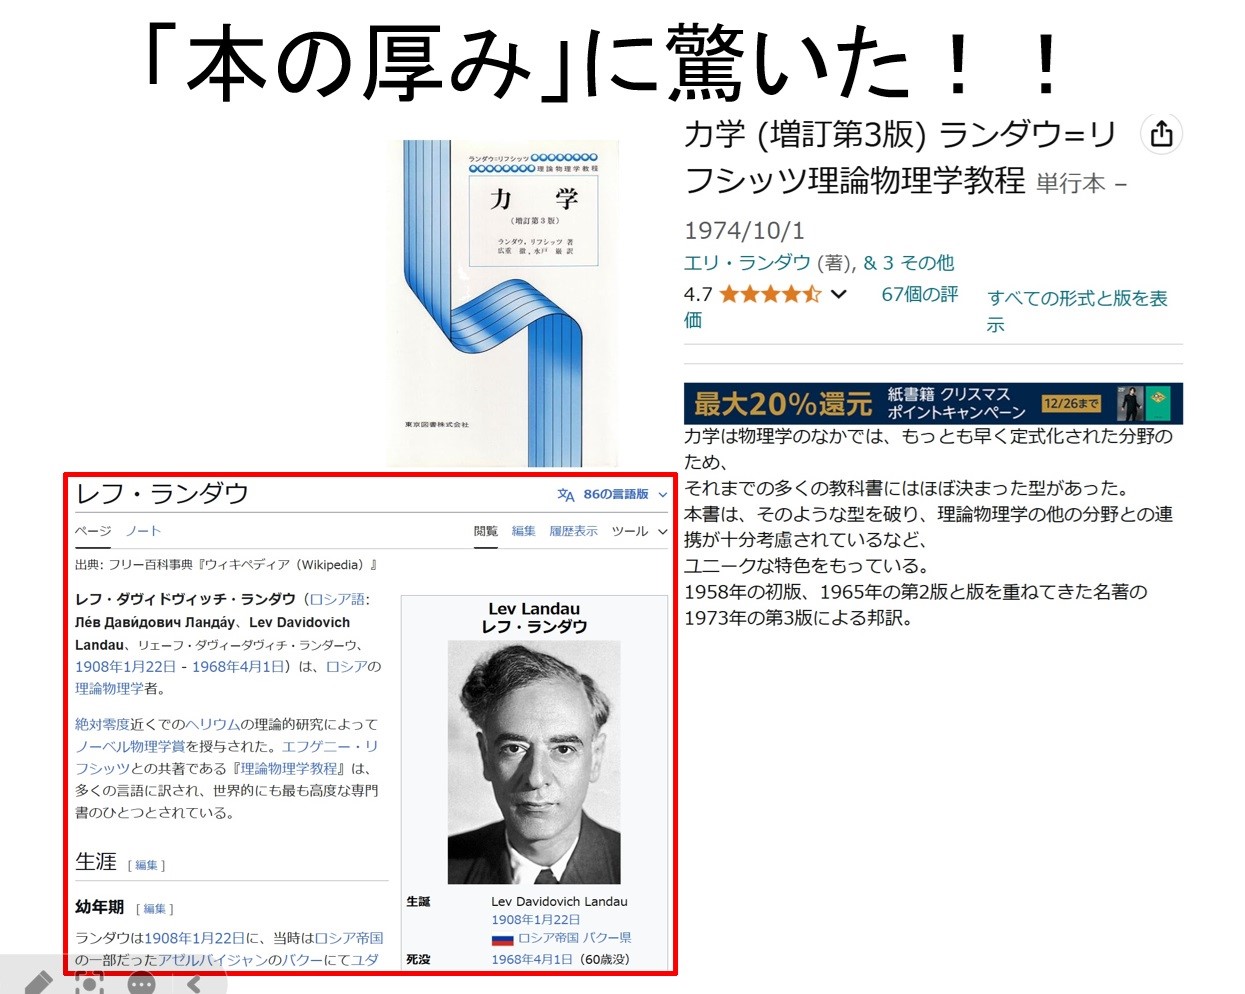 「本の厚み」に驚いた！！
力学 (増訂第3版) ランダウ=リ
フシッツ理論物理学教程 単行本 –
1974/10/1
エリ・ランダウ (著), & 3 その他
4.7 67個の評
価
すべての形式と版を表
示
最大20%還元
紙書籍 クリスマス
ポイントキャンペーン
12/26まで
力学は物理学のなかでは、もっとも早く定式化された分野の
ため、
それまでの多くの教科書にはほぼ決まった型があった。
本書は、そのような型を破り、理論物理学の他の分野との連
携が十分考慮されているなど、
ユニークな特色をもっている。
1958年の初版、1965年の第2版と版を重ねてきた名著の
1973年の第3版による邦訳。
ランダウ=リフシッツ
理論物理学教程
力 学
(増訂第3版)
ランダウ, リフシッツ 著
広重 徹, 水戸 巌 訳
東京図書株式会社
レフ・ランダウ
86の言語版
ページ ノート 閲覧 編集 履歴表示 ツール
出典: フリー百科事典『ウィキペディア（Wikipedia）』
レフ・ダヴィドヴィッチ・ランダウ（ロシア語:
Ле́в Дави́дович Ланда́у、Lev Davidovich
Landau、リェーフ・ダヴィーダヴィチ・ランダーウ、
1908年1月22日 - 1968年4月1日）は、ロシアの
理論物理学者。
絶対零度近くでのヘリウムの理論的研究によって
ノーベル物理学賞を授与された。エフゲニー・リ
フシッツとの共著である『理論物理学教程』は、
多くの言語に訳され、世界的にも最も高度な専門
書のひとつとされている。
生涯 [ 編集 ]
幼年期 [ 編集 ]
ランダウは1908年1月22日に、当時はロシア帝国
の一部だったアゼルバイジャンのバクーにてユダ
Lev Landau
レフ・ランダウ
生誕 Lev Davidovich Landau
1908年1月22日
ロシア帝国 バクー県
死没 1968年4月1日（60歳没）